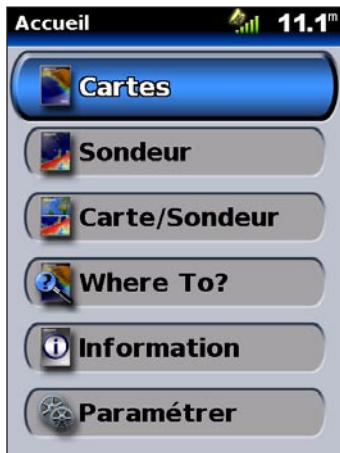 Accueil 11.1m
Cartes
Sondeur
Carte/Sondeur
Where To?
Information
Paramétrer